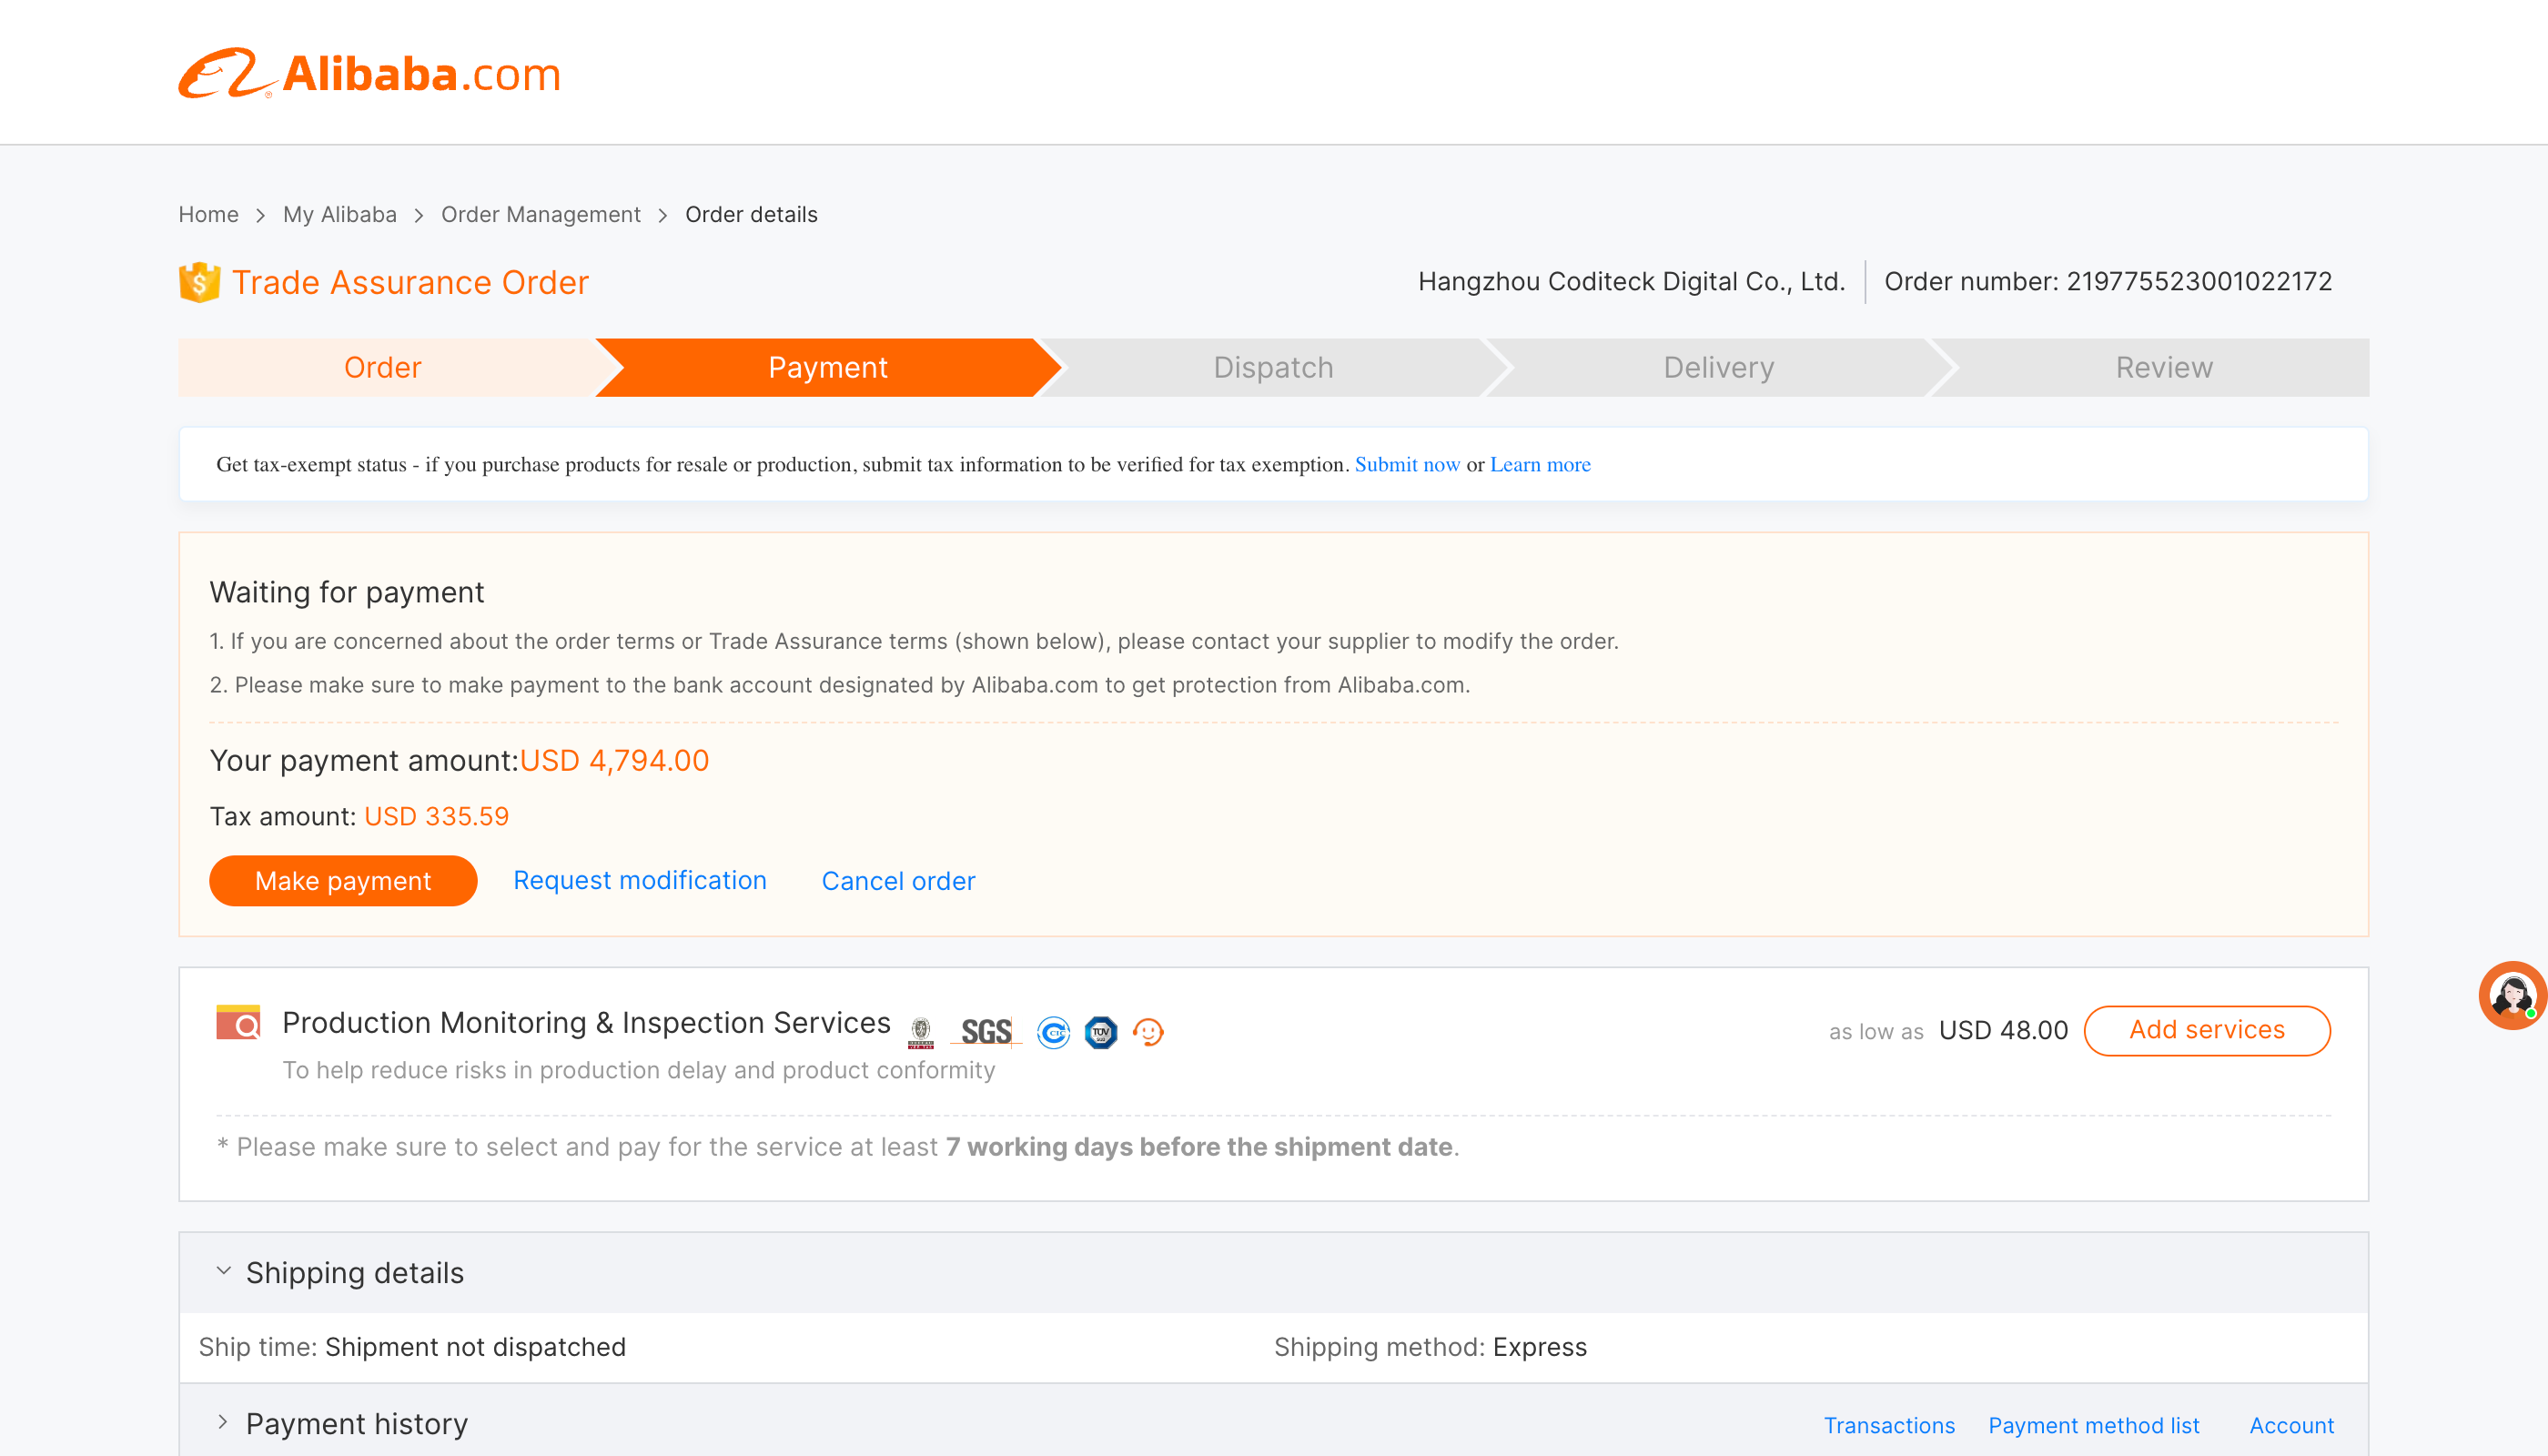 Alibaba.com
Home > My Alibaba > Order Management > Order details
Trade Assurance Order
Hangzhou Coditeck Digital Co., Ltd. Order number: 219775523001022172
Order Payment Dispatch Delivery Review
Get tax-exempt status - if you purchase products for resale or production, submit tax information to be verified for tax exemption. Submit now or Learn more
Waiting for payment
1. If you are concerned about the order terms or Trade Assurance terms (shown below), please contact your supplier to modify the order.
2. Please make sure to make payment to the bank account designated by Alibaba.com to get protection from Alibaba.com.
Your payment amount:USD 4,794.00
Tax amount: USD 335.59
Make payment Request modification Cancel order
Production Monitoring & Inspection Services SGS CIC TÜV
as low as USD 48.00 Add services
To help reduce risks in production delay and product conformity
* Please make sure to select and pay for the service at least 7 working days before the shipment date.
Shipping details
Ship time: Shipment not dispatched Shipping method: Express
Payment history Transactions Payment method list Account